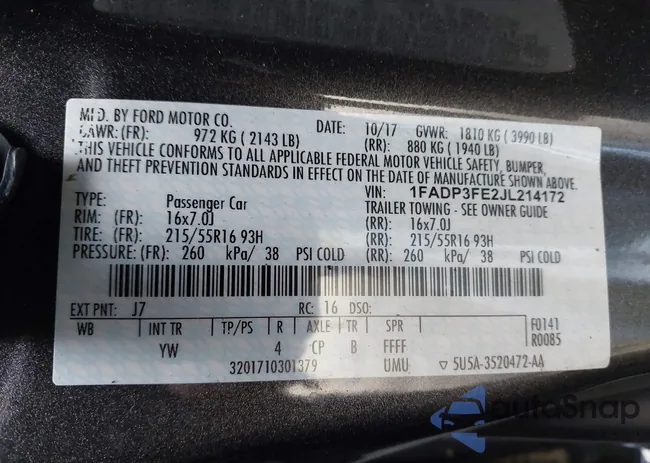 MFD. BY FORD MOTOR CO. DATE: 10/17 GVWR: 1810 KG ( 3990 LB)
GAWR: (FR): 972 KG ( 2143 LB) (RR): 880 KG ( 1940 LB)
THIS VEHICLE CONFORMS TO ALL APPLICABLE FEDERAL MOTOR VEHICLE SAFETY, BUMPER,
AND THEFT PREVENTION STANDARDS IN EFFECT ON THE DATE OF MANUFACTURE SHOWN ABOVE.
VIN: 1FADP3FE2JL214172
TYPE: Passenger Car TRAILER TOWING - SEE OWNER GUIDE
RIM: (FR): 16x7.0J (RR): 16x7.0J
TIRE: (FR): 215/55R16 93H (RR): 215/55R16 93H
PRESSURE: (FR): 260 kPa/ 38 PSI COLD (RR): 260 kPa/ 38 PSI COLD
EXT PNT: J7 RC: 16 DSO:
WB INT TR TP/PS R AXLE TR SPR F0141
YW 4 CP B FFFF R0085
3201710301379 UMU ▽ 5U5A-3520472-AA
autoSnap